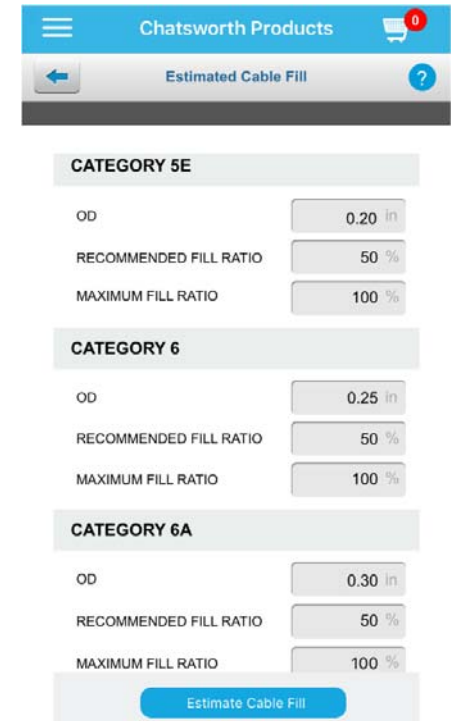 Chatsworth Products
0
Estimated Cable Fill
?
CATEGORY 5E
OD 0.20 in
RECOMMENDED FILL RATIO 50 %
MAXIMUM FILL RATIO 100 %
CATEGORY 6
OD 0.25 in
RECOMMENDED FILL RATIO 50 %
MAXIMUM FILL RATIO 100 %
CATEGORY 6A
OD 0.30 in
RECOMMENDED FILL RATIO 50 %
MAXIMUM FILL RATIO 100 %
Estimate Cable Fill